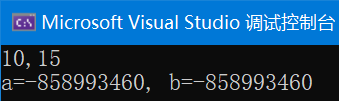 Microsoft Visual Studio 调试控制台
10,15
a=-858993460, b=-858993460